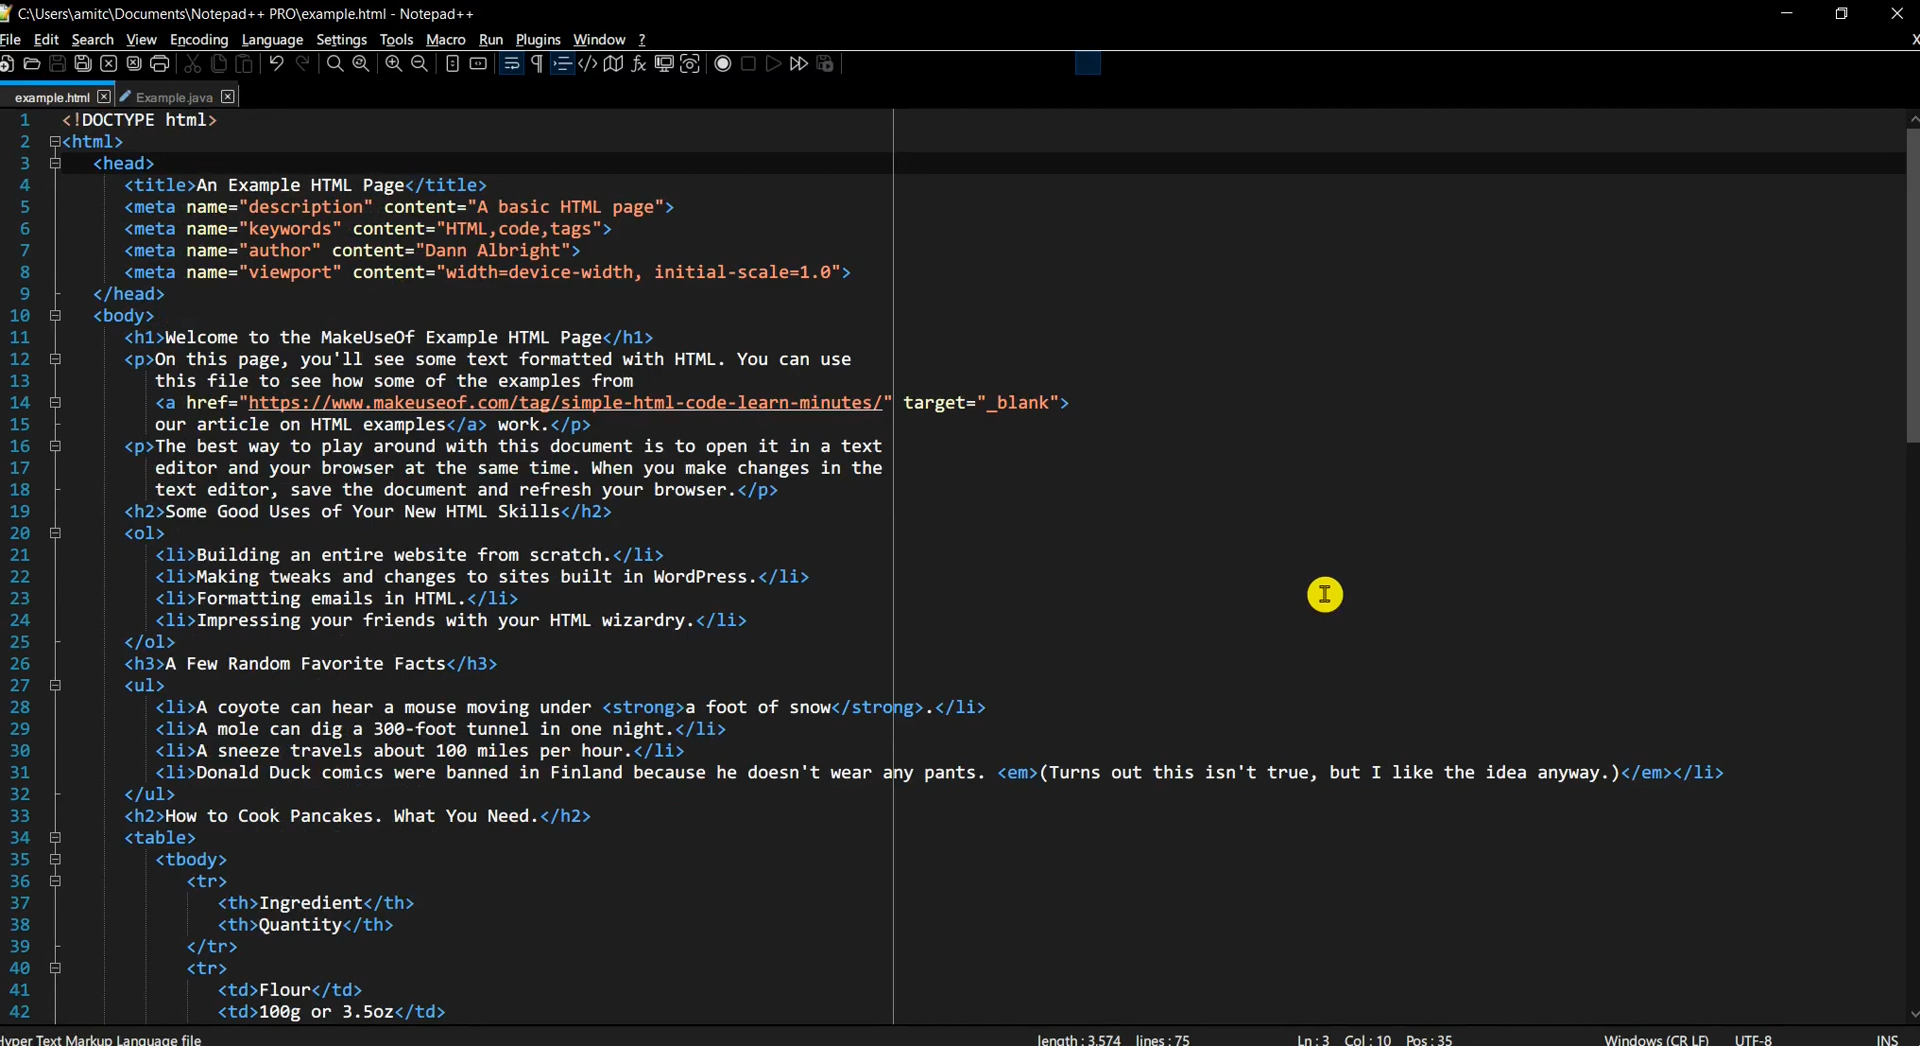 C:\Users\amitc\Documents\Notepad++ PRO\example.html - Notepad++
File Edit Search View Encoding Language Settings Tools Macro Run Plugins Window ? X
example.html Example.java
1 <!DOCTYPE html>
2 <html>
3 <head>
4 <title>An Example HTML Page</title>
5 <meta name="description" content="A basic HTML page">
6 <meta name="keywords" content="HTML,code,tags">
7 <meta name="author" content="Dann Albright">
8 <meta name="viewport" content="width=device-width, initial-scale=1.0">
9 </head>
10 <body>
11 <h1>Welcome to the MakeUseOf Example HTML Page</h1>
12 <p>On this page, you'll see some text formatted with HTML. You can use
13 this file to see how some of the examples from
14 <a href="https://www.makeuseof.com/tag/simple-html-code-learn-minutes/" target="_blank">
15 our article on HTML examples</a> work.</p>
16 <p>The best way to play around with this document is to open it in a text
17 editor and your browser at the same time. When you make changes in the
18 text editor, save the document and refresh your browser.</p>
19 <h2>Some Good Uses of Your New HTML Skills</h2>
20 <ol>
21 <li>Building an entire website from scratch.</li>
22 <li>Making tweaks and changes to sites built in WordPress.</li>
23 <li>Formatting emails in HTML.</li>
24 <li>Impressing your friends with your HTML wizardry.</li>
25 </ol>
26 <h3>A Few Random Favorite Facts</h3>
27 <ul>
28 <li>A coyote can hear a mouse moving under <strong>a foot of snow</strong>.</li>
29 <li>A mole can dig a 300-foot tunnel in one night.</li>
30 <li>A sneeze travels about 100 miles per hour.</li>
31 <li>Donald Duck comics were banned in Finland because he doesn't wear any pants. <em>(Turns out this isn't true, but I like the idea anyway.)</em></li>
32 </ul>
33 <h2>How to Cook Pancakes. What You Need.</h2>
34 <table>
35 <tbody>
36 <tr>
37 <th>Ingredient</th>
38 <th>Quantity</th>
39 </tr>
40 <tr>
41 <td>Flour</td>
42 <td>100g or 3.5oz</td>
Hyper Text Markup Language file length : 3,574 lines : 75 Ln : 3 Col : 10 Pos : 35 Windows (CR LF) UTF-8 INS